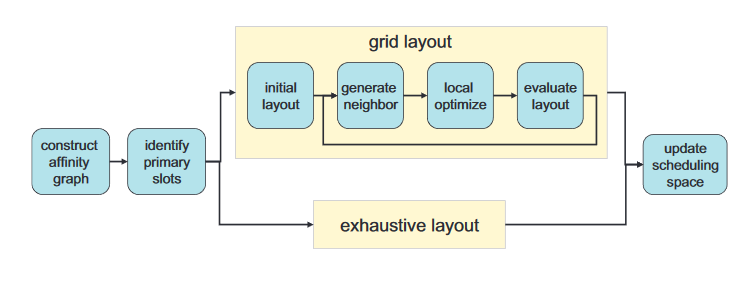 grid layout
initial
layout
generate
neighbor
local
optimize
evaluate
layout
construct
affinity
graph
identify
primary
slots
update
scheduling
space
exhaustive layout